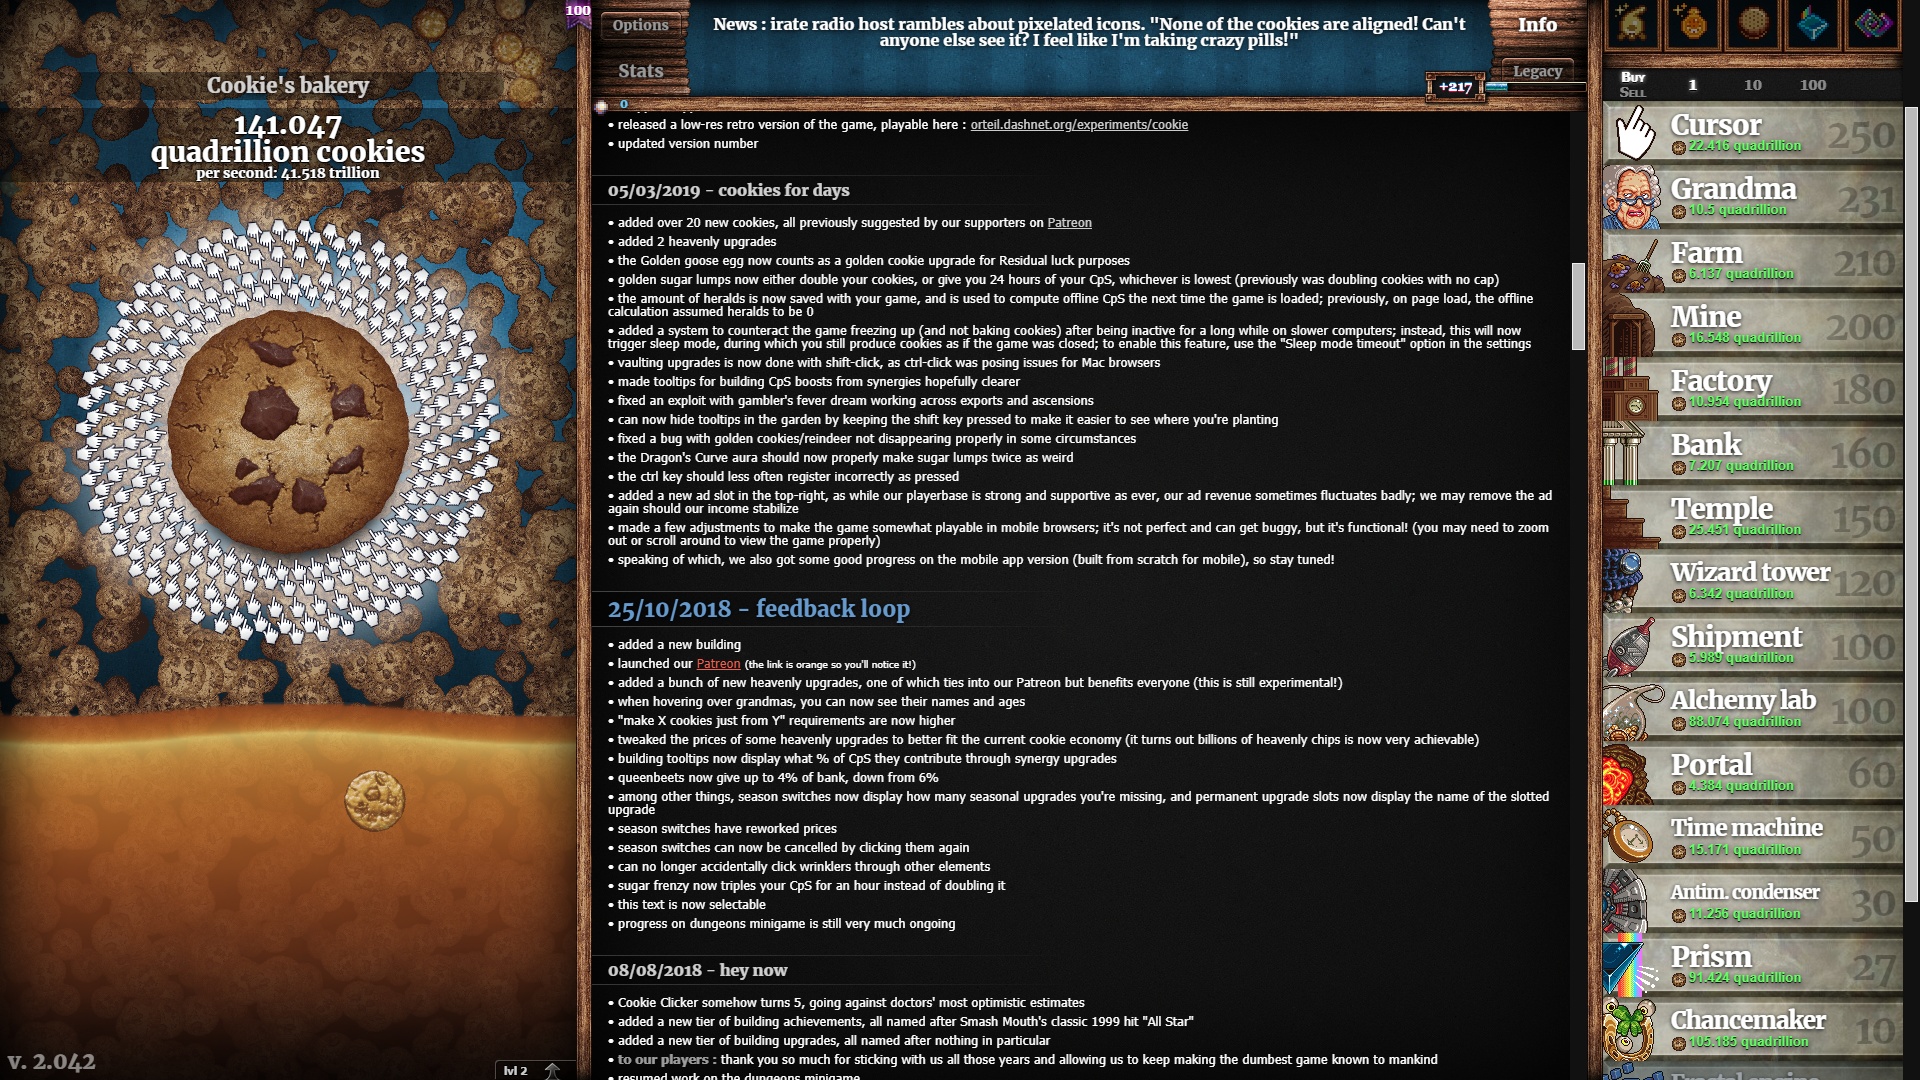 100
Options
Stats
News : irate radio host rambles about pixelated icons. "None of the cookies are aligned! Can't
anyone else see it? I feel like I'm taking crazy pills!"
Info
Legacy
+217
0
Cookie's bakery
141.047
quadrillion cookies
per second: 41.518 trillion
v. 2.042
lvl 2
• released a low-res retro version of the game, playable here : orteil.dashnet.org/experiments/cookie
• updated version number
05/03/2019 - cookies for days
• added over 20 new cookies, all previously suggested by our supporters on Patreon
• added 2 heavenly upgrades
• the Golden goose egg now counts as a golden cookie upgrade for Residual luck purposes
• golden sugar lumps now either double your cookies, or give you 24 hours of your CpS, whichever is lowest (previously was doubling cookies with no cap)
• the amount of heralds is now saved with your game, and is used to compute offline CpS the next time the game is loaded; previously, on page load, the offline
calculation assumed heralds to be 0
• added a system to counteract the game freezing up (and not baking cookies) after being inactive for a long while on slower computers; instead, this will now
trigger sleep mode, during which you still produce cookies as if the game was closed; to enable this feature, use the "Sleep mode timeout" option in the settings
• vaulting upgrades is now done with shift-click, as ctrl-click was posing issues for Mac browsers
• made tooltips for building CpS boosts from synergies hopefully clearer
• fixed an exploit with gambler's fever dream working across exports and ascensions
• can now hide tooltips in the garden by keeping the shift key pressed to make it easier to see where you're planting
• fixed a bug with golden cookies/reindeer not disappearing properly in some circumstances
• the Dragon's Curve aura should now properly make sugar lumps twice as weird
• the ctrl key should less often register incorrectly as pressed
• added a new ad slot in the top-right, as while our playerbase is strong and supportive as ever, our ad revenue sometimes fluctuates badly; we may remove the ad
again should our income stabilize
• made a few adjustments to make the game somewhat playable in mobile browsers; it's not perfect and can get buggy, but it's functional! (you may need to zoom
out or scroll around to view the game properly)
• speaking of which, we also got some good progress on the mobile app version (built from scratch for mobile), so stay tuned!
25/10/2018 - feedback loop
• added a new building
• launched our Patreon (the link is orange so you'll notice it!)
• added a bunch of new heavenly upgrades, one of which ties into our Patreon but benefits everyone (this is still experimental!)
• when hovering over grandmas, you can now see their names and ages
• "make X cookies just from Y" requirements are now higher
• tweaked the prices of some heavenly upgrades to better fit the current cookie economy (it turns out billions of heavenly chips is now very achievable)
• building tooltips now display what % of CpS they contribute through synergy upgrades
• queenbeets now give up to 4% of bank, down from 6%
• among other things, season switches now display how many seasonal upgrades you're missing, and permanent upgrade slots now display the name of the slotted
upgrade
• season switches have reworked prices
• season switches can now be cancelled by clicking them again
• can no longer accidentally click wrinklers through other elements
• sugar frenzy now triples your CpS for an hour instead of doubling it
• this text is now selectable
• progress on dungeons minigame is still very much ongoing
08/08/2018 - hey now
• Cookie Clicker somehow turns 5, going against doctors' most optimistic estimates
• added a new tier of building achievements, all named after Smash Mouth's classic 1999 hit "All Star"
• added a new tier of building upgrades, all named after nothing in particular
• to our players : thank you so much for sticking with us all those years and allowing us to keep making the dumbest game known to mankind
• resumed work on the dungeons minigame
Buy
Sell
1 10 100
Cursor 250
22.416 quadrillion
Grandma 231
10.5 quadrillion
Farm 210
6.137 quadrillion
Mine 200
16.548 quadrillion
Factory 180
10.954 quadrillion
Bank 160
7.207 quadrillion
Temple 150
25.451 quadrillion
Wizard tower 120
6.342 quadrillion
Shipment 100
5.989 quadrillion
Alchemy lab 100
88.074 quadrillion
Portal 60
4.384 quadrillion
Time machine 50
15.171 quadrillion
Antim. condenser 30
11.256 quadrillion
Prism 27
91.424 quadrillion
Chancemaker 10
105.185 quadrillion
Fractal engine